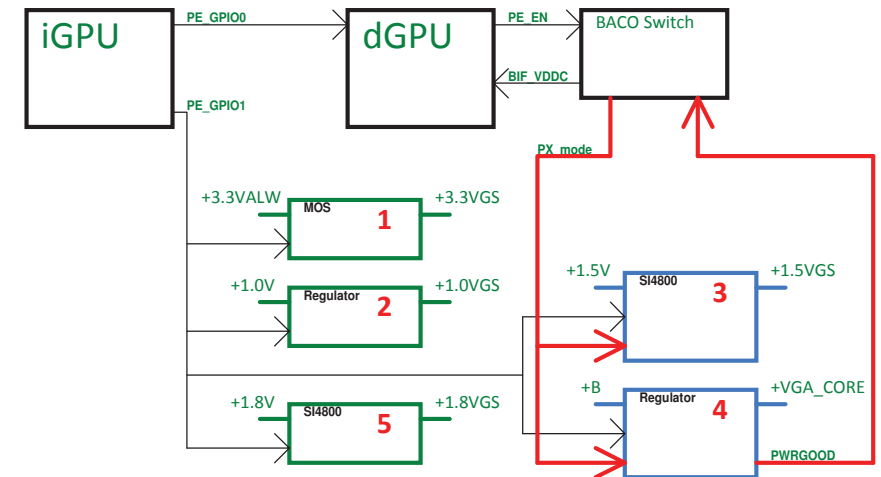 iGPU
PE_GPIO0
dGPU
PE_EN
BACO Switch
BIF_VDDC
PE_GPIO1
PX_mode
+3.3VALW
MOS
1
+3.3VGS
+1.0V
Regulator
2
+1.0VGS
+1.5V
SI4800
3
+1.5VGS
+1.8V
SI4800
5
+1.8VGS
+B
Regulator
4
+VGA_CORE
PWRGOOD